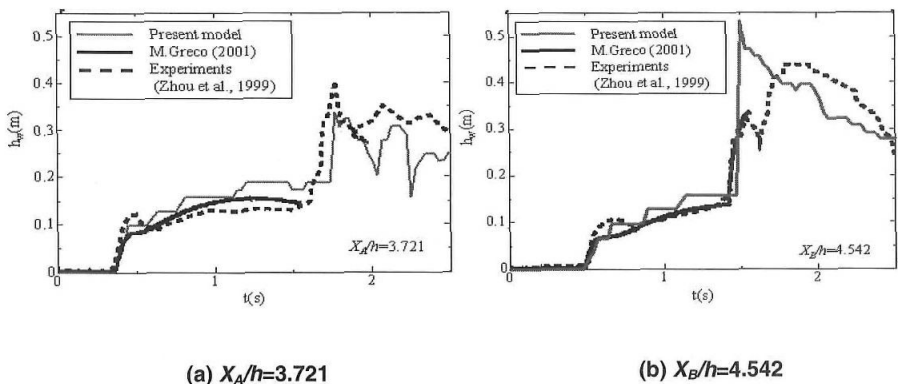 Present model
M.Greco (2001)
Experiments
(Zhou et al., 1999)
0.5
0.4
0.3
0.2
0.1
0
h_w(m)
X_A/h=3.721
0
1
2
t(s)
Present model
M.Greco (2001)
Experiments
(Zhou et al., 1999)
0.5
0.4
0.3
0.2
0.1
0
h_w(m)
X_B/h=4.542
0
1
2
t(s)
(a) X_A/h=3.721
(b) X_B/h=4.542